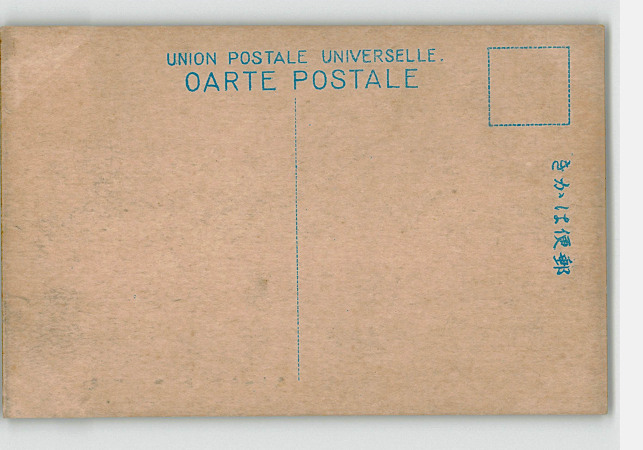 UNION POSTALE UNIVERSELLE.
OARTE POSTALE
郵便はかき